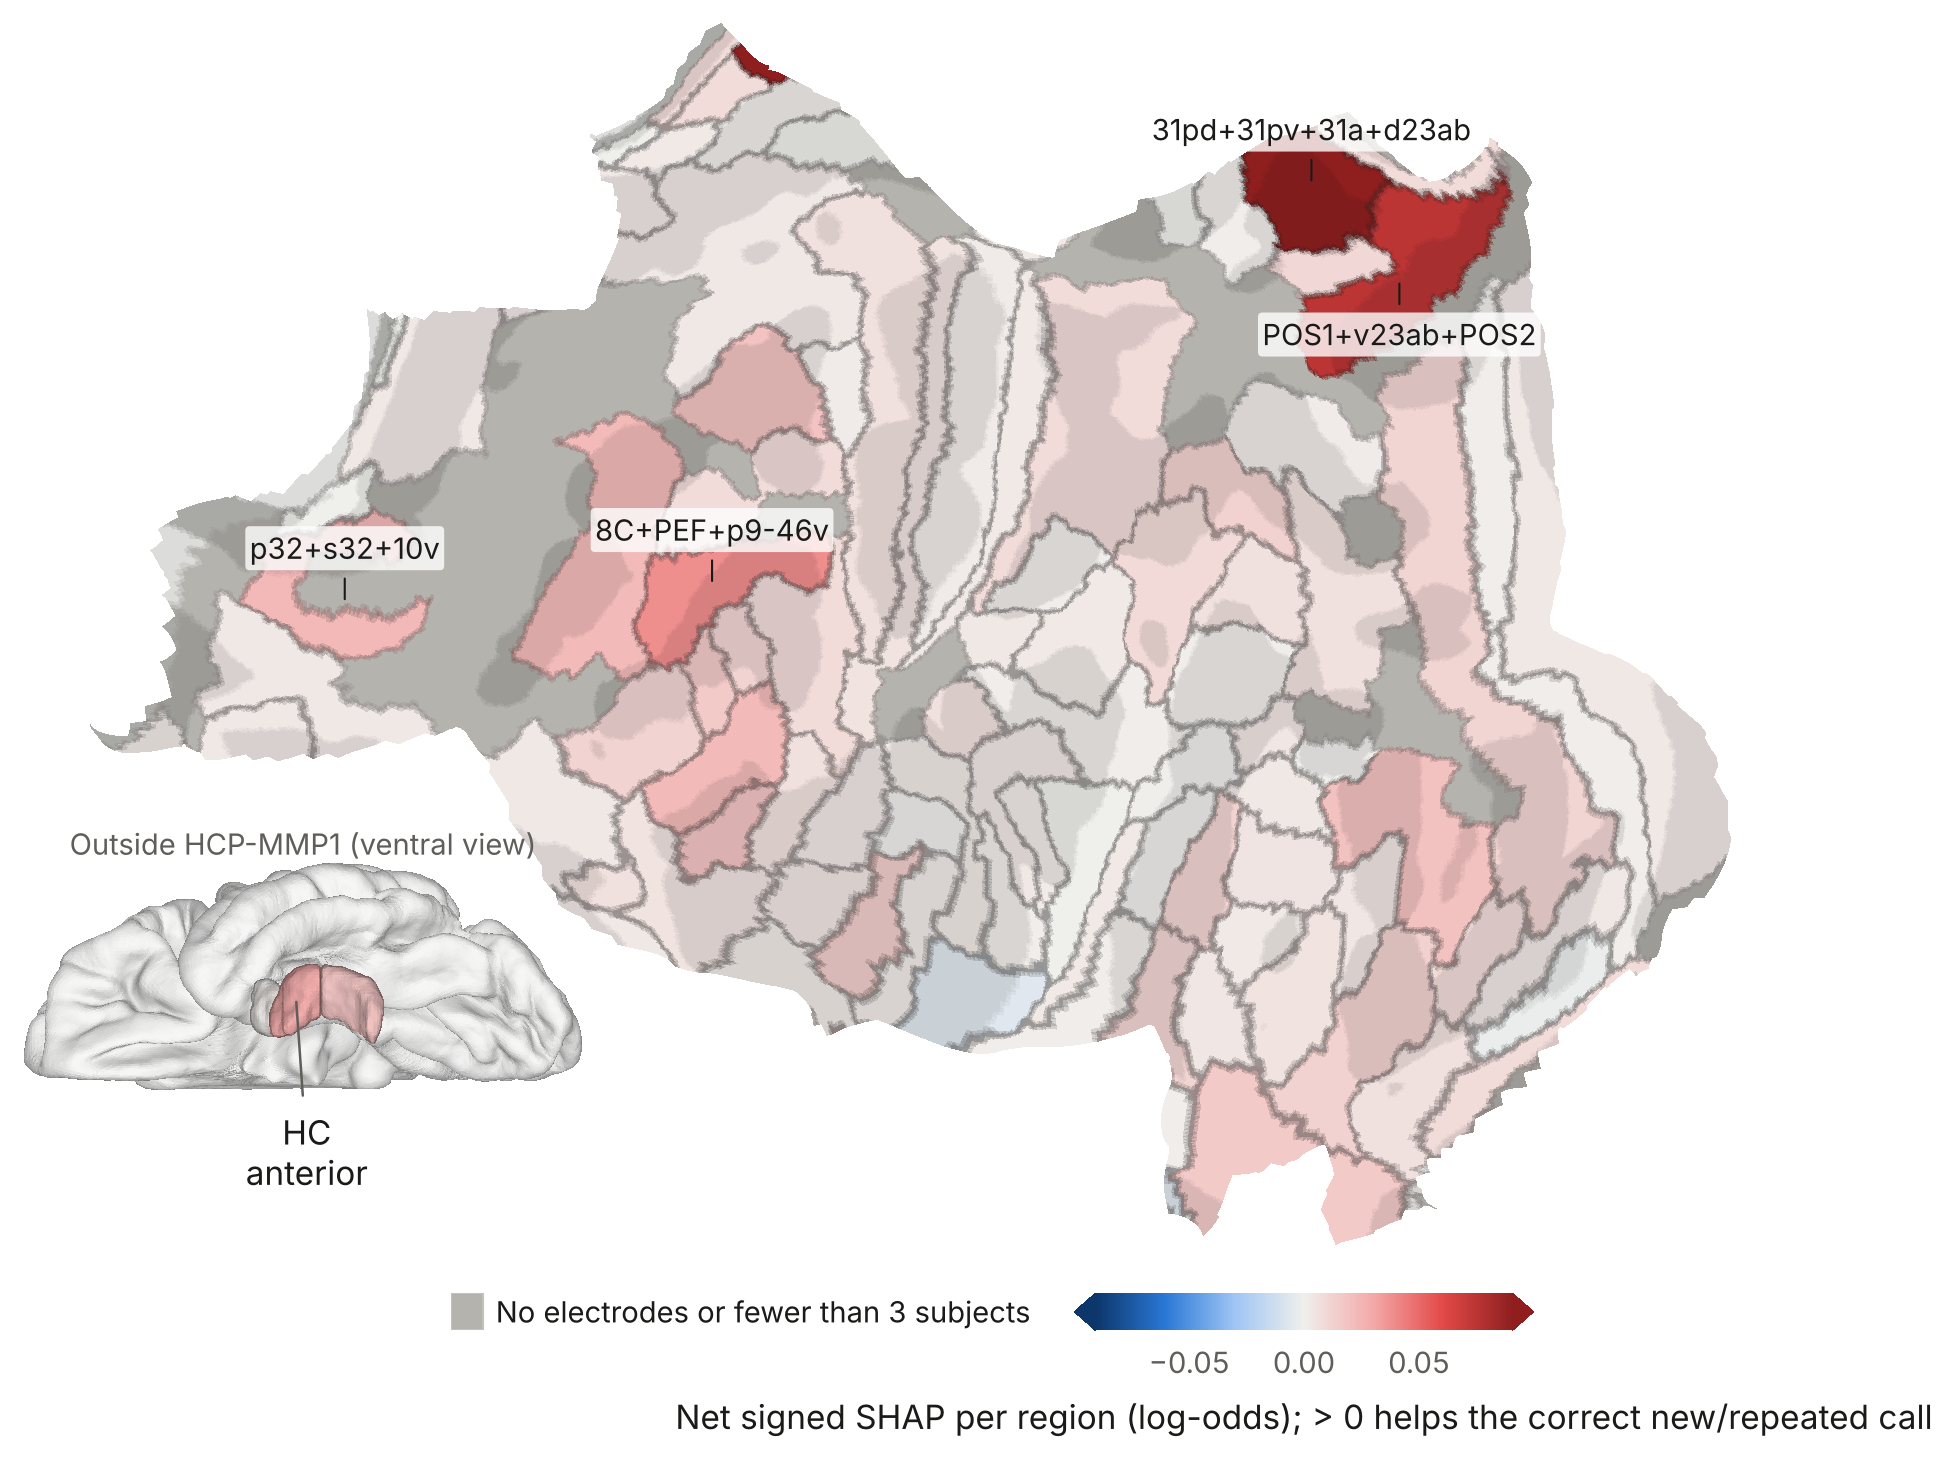 31pd+31pv+31a+d23ab
POS1+v23ab+POS2
8C+PEF+p9-46v
p32+s32+10v
Outside HCP-MMP1 (ventral view)
HC
anterior
No electrodes or fewer than 3 subjects
−0.05 0.00 0.05
Net signed SHAP per region (log-odds); > 0 helps the correct new/repeated call